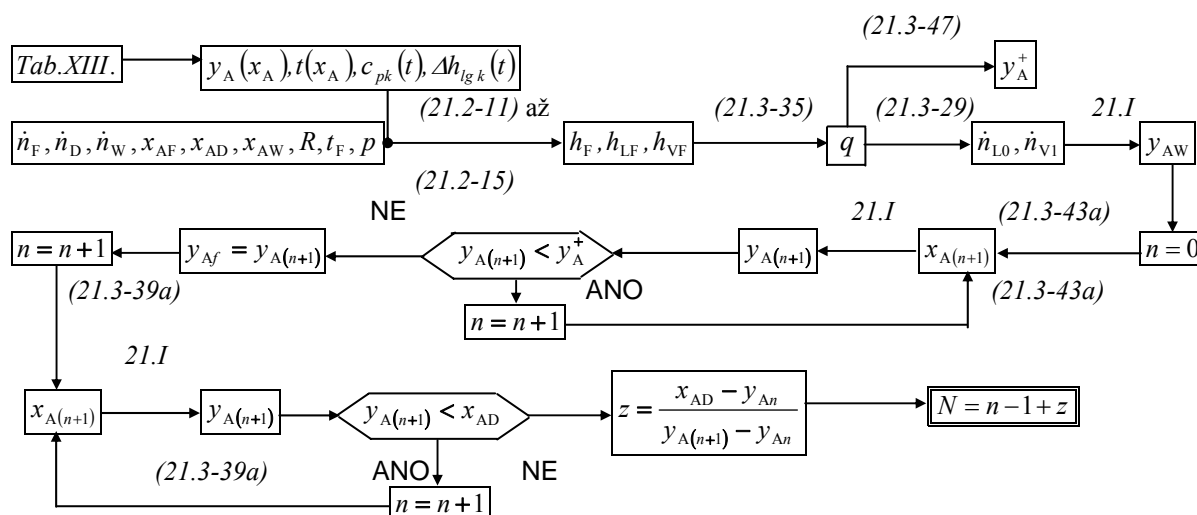 (21.3-47)
Tab.XIII.
y_A(x_A), t(x_A), c_{pk}(t), Δh_{lg k}(t)
y_A^+
(21.2-11) až
(21.3-35)
(21.3-29)
21.I
ṅ_F, ṅ_D, ṅ_W, x_AF, x_AD, x_AW, R, t_F, p
h_F, h_LF, h_VF
q
ṅ_L0, ṅ_V1
y_AW
(21.2-15)
NE
21.I
(21.3-43a)
n = n+1
y_Af = y_A(n+1)
y_A(n+1) < y_A^+
y_A(n+1)
x_A(n+1)
n = 0
(21.3-39a)
ANO
(21.3-43a)
n = n+1
21.I
x_A(n+1)
y_A(n+1)
y_A(n+1) < x_AD
z = (x_AD − y_An) / (y_A(n+1) − y_An)
N = n−1+z
(21.3-39a)
ANO
NE
n = n+1